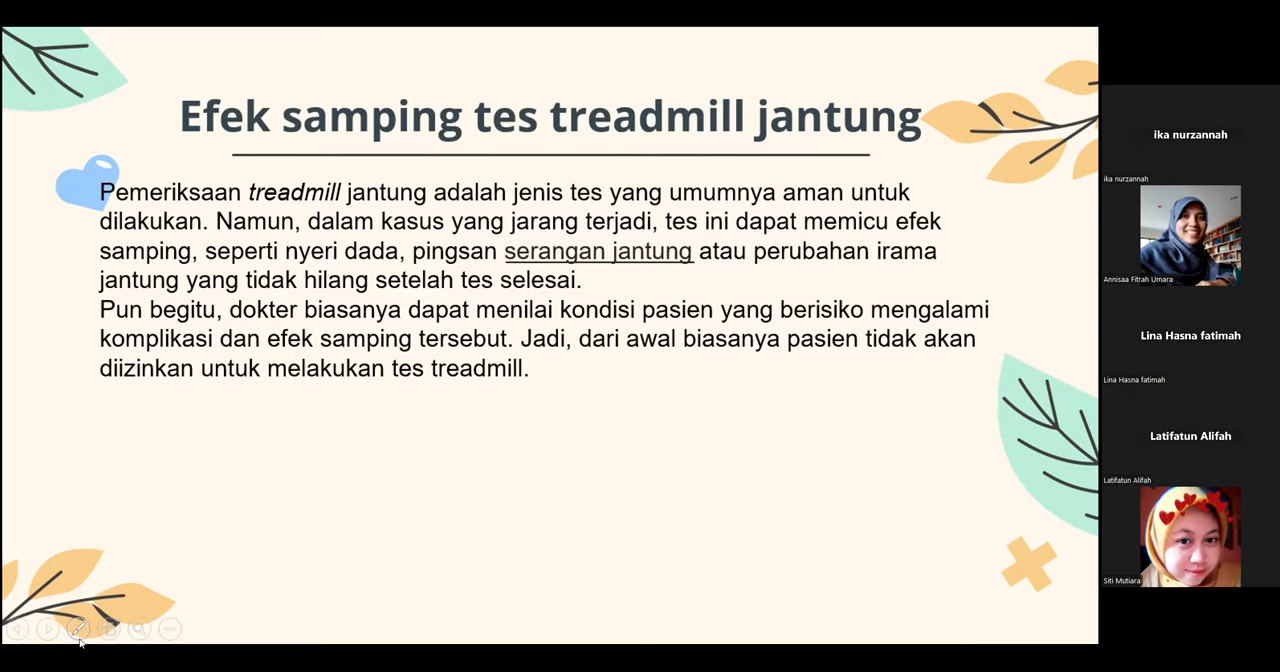 Efek samping tes treadmill jantung
Pemeriksaan treadmill jantung adalah jenis tes yang umumnya aman untuk
dilakukan. Namun, dalam kasus yang jarang terjadi, tes ini dapat memicu efek
samping, seperti nyeri dada, pingsan serangan jantung atau perubahan irama
jantung yang tidak hilang setelah tes selesai.
Pun begitu, dokter biasanya dapat menilai kondisi pasien yang berisiko mengalami
komplikasi dan efek samping tersebut. Jadi, dari awal biasanya pasien tidak akan
diizinkan untuk melakukan tes treadmill.
ika nurzannah
ika nurzannah
Annisaa Fitrah Umara
Lina Hasna fatimah
Lina Hasna fatimah
Latifatun Alifah
Latifatun Alifah
Siti Mutiara